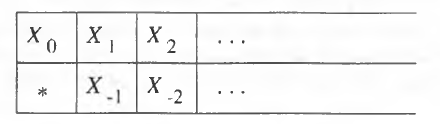 X₀ X₁ X₂ ...
* X₋₁ X₋₂ ...